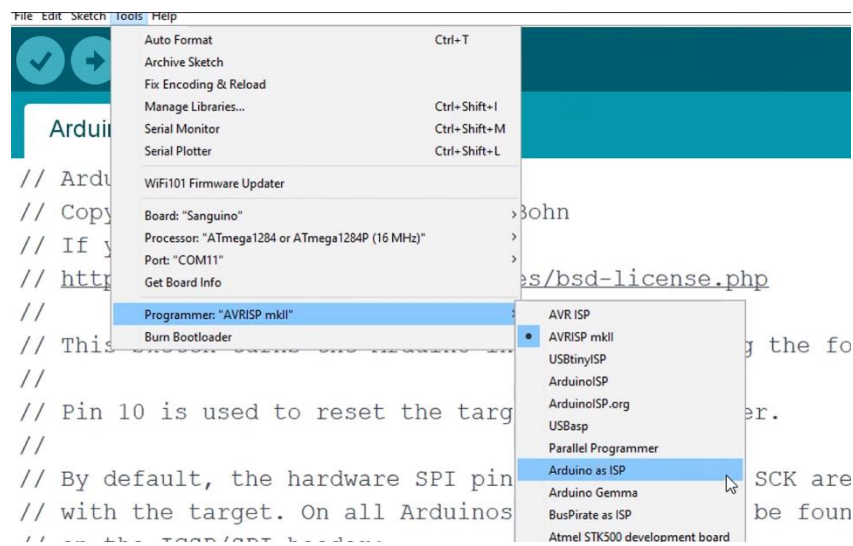 File Edit Sketch Tools Help
Auto Format Ctrl+T
Archive Sketch
Fix Encoding & Reload
Manage Libraries... Ctrl+Shift+I
Serial Monitor Ctrl+Shift+M
Serial Plotter Ctrl+Shift+L
WiFi101 Firmware Updater
Board: "Sanguino"
Processor: "ATmega1284 or ATmega1284P (16 MHz)"
Port: "COM11"
Get Board Info
Programmer: "AVRISP mkII"
Burn Bootloader
AVR ISP
AVRISP mkII
USBtinyISP
ArduinoISP
ArduinoISP.org
USBasp
Parallel Programmer
Arduino as ISP
Arduino Gemma
BusPirate as ISP
Atmel STK500 development board
Ardui
// Ardu
// Copy Bohn
// If y
// http es/bsd-license.php
//
// This g the fo
//
// Pin 10 is used to reset the targ er.
//
// By default, the hardware SPI pin SCK are
// with the target. On all Arduinos be foun